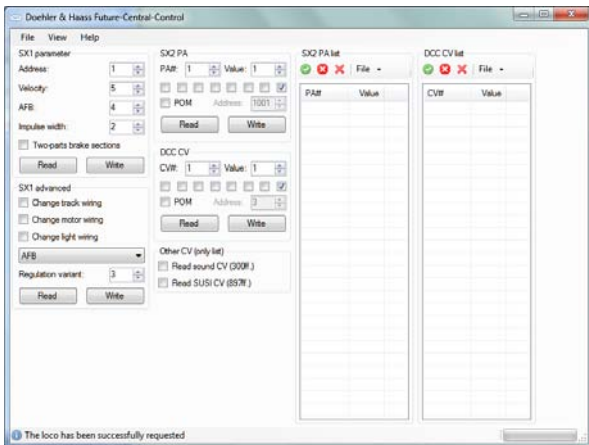 Doehler & Haass Future-Central-Control
File View Help
SX1 parameter
Address: 1
Velocity: 5
AFB: 4
Impulse width: 2
Two-parts brake sections
Read Write
SX1 advanced
Change track wiring
Change motor wiring
Change light wiring
AFB
Regulation variant: 3
Read Write
SX2 PA
PA#: 1 Value: 1
POM Address: 1001
Read Write
DCC CV
CV#: 1 Value: 1
POM Address: 3
Read Write
Other CV (only list)
Read sound CV (300ff.)
Read SUSI CV (897ff.)
SX2 PA list
File
PA# Value
DCC CV list
File
CV# Value
The loco has been successfully requested